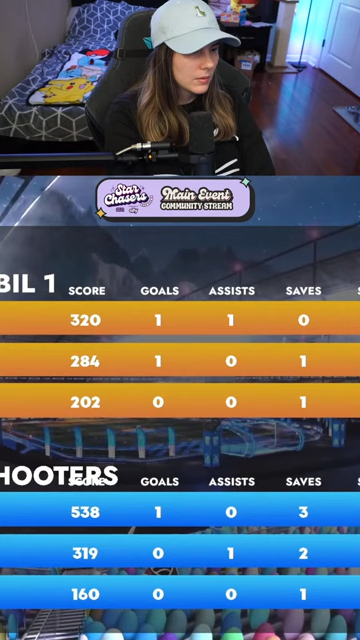 Star Chasers
Main Event
COMMUNITY STREAM
BIL 1 SCORE GOALS ASSISTS SAVES
320 1 1 0
284 1 0 1
202 0 0 1
HOOTERS SCORE GOALS ASSISTS SAVES
538 1 0 3
319 0 1 2
160 0 0 1